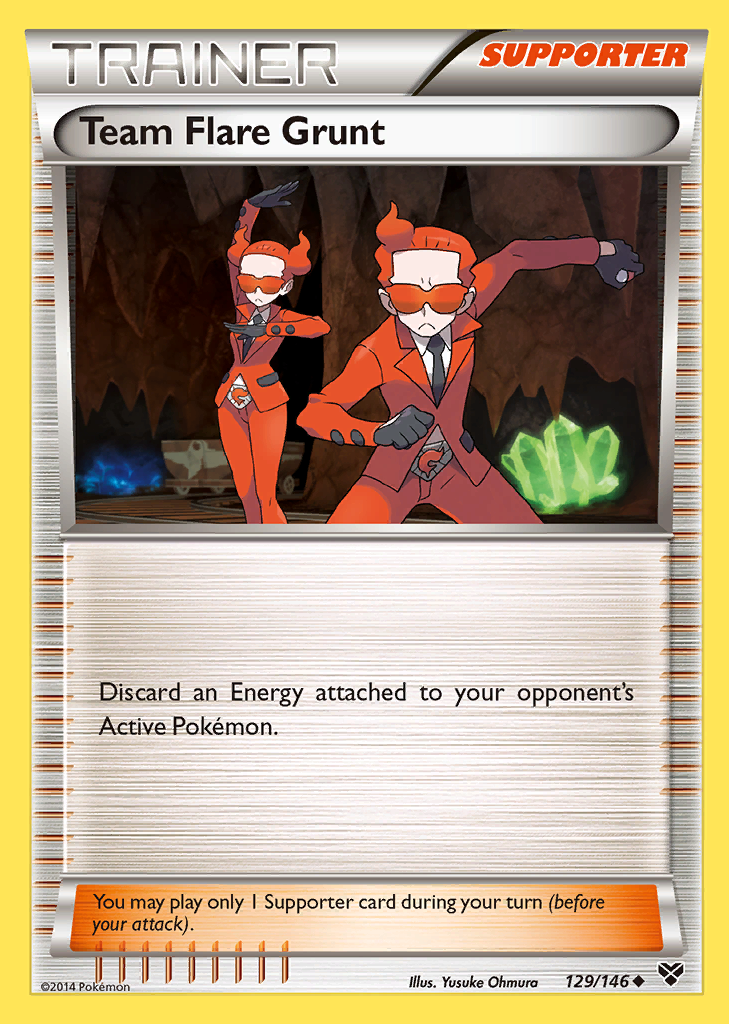 TRAINER SUPPORTER
Team Flare Grunt
Discard an Energy attached to your opponent's
Active Pokémon.
You may play only 1 Supporter card during your turn (before
your attack).
©2014 Pokémon Illus. Yusuke Ohmura 129/146